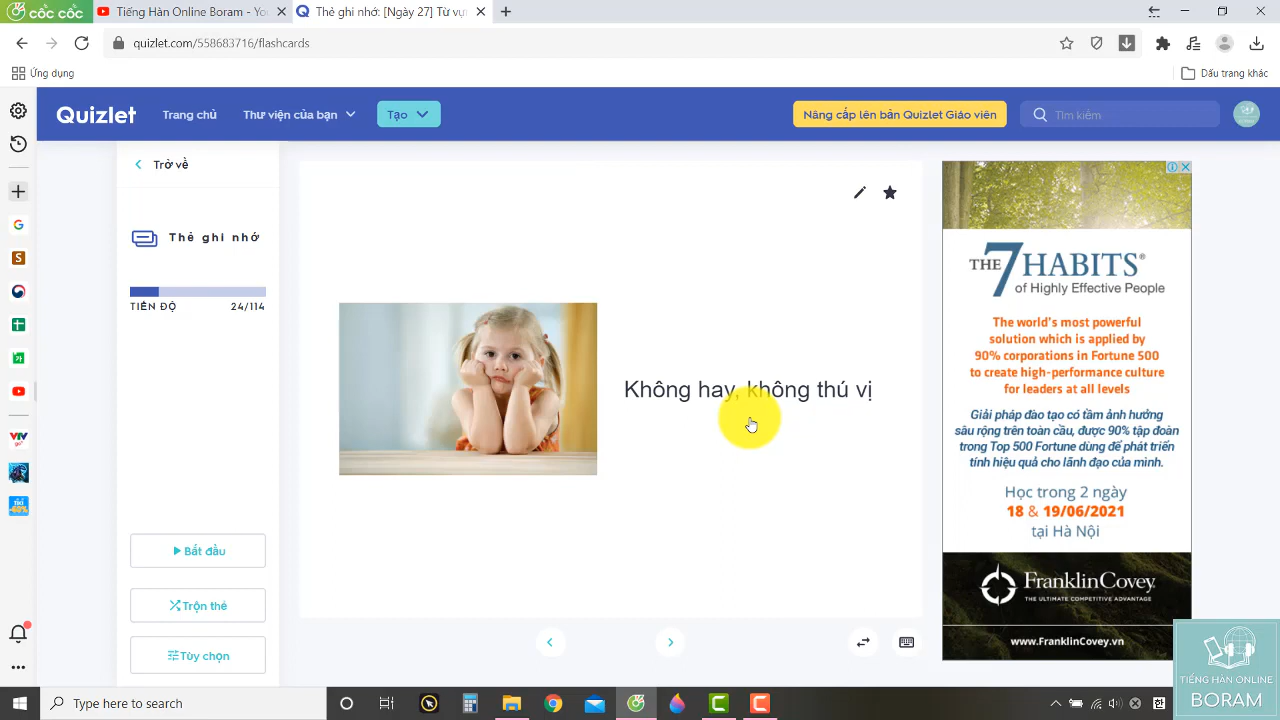 cốc cốc
Tiếng Hàn Online Boram - Yo
Thẻ ghi nhớ: [Ngày 27] Từ vự
quizlet.com/558683716/flashcards
Ứng dụng
Dấu trang khác
Quizlet
Trang chủ
Thư viện của bạn
Tạo
Nâng cấp lên bản Quizlet Giáo viên
Tìm kiếm
Trở về
Thẻ ghi nhớ
TIẾN ĐỘ
24/114
Không hay, không thú vị
Bắt đầu
Trộn thẻ
Tùy chọn
THE 7 HABITS®
of Highly Effective People
The world's most powerful
solution which is applied by
90% corporations in Fortune 500
to create high-performance culture
for leaders at all levels
Giải pháp đào tạo có tầm ảnh hưởng
sâu rộng trên toàn cầu, được 90% tập đoàn
trong Top 500 Fortune dùng để phát triển
tính hiệu quả cho lãnh đạo của mình.
Học trong 2 ngày
18 & 19/06/2021
tại Hà Nội
FranklinCovey
THE ULTIMATE COMPETITIVE ADVANTAGE
www.FranklinCovey.vn
TIẾNG HÀN ONLINE
BORAM
Type here to search